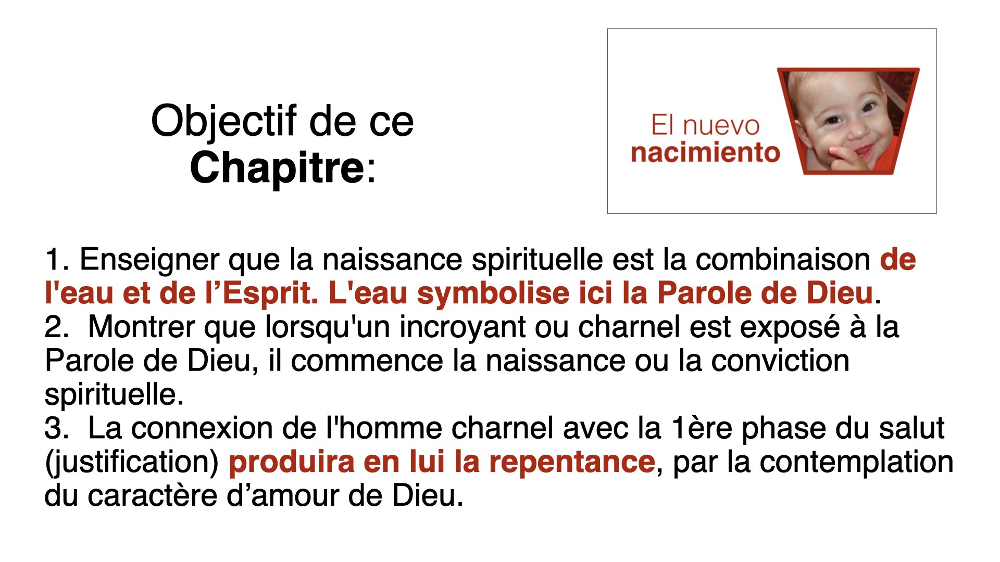 Objectif de ce
Chapitre:
El nuevo
nacimiento
1. Enseigner que la naissance spirituelle est la combinaison de
l'eau et de l’Esprit. L'eau symbolise ici la Parole de Dieu.
2.  Montrer que lorsqu'un incroyant ou charnel est exposé à la
Parole de Dieu, il commence la naissance ou la conviction
spirituelle.
3.  La connexion de l'homme charnel avec la 1ère phase du salut
(justification) produira en lui la repentance, par la contemplation
du caractère d’amour de Dieu.